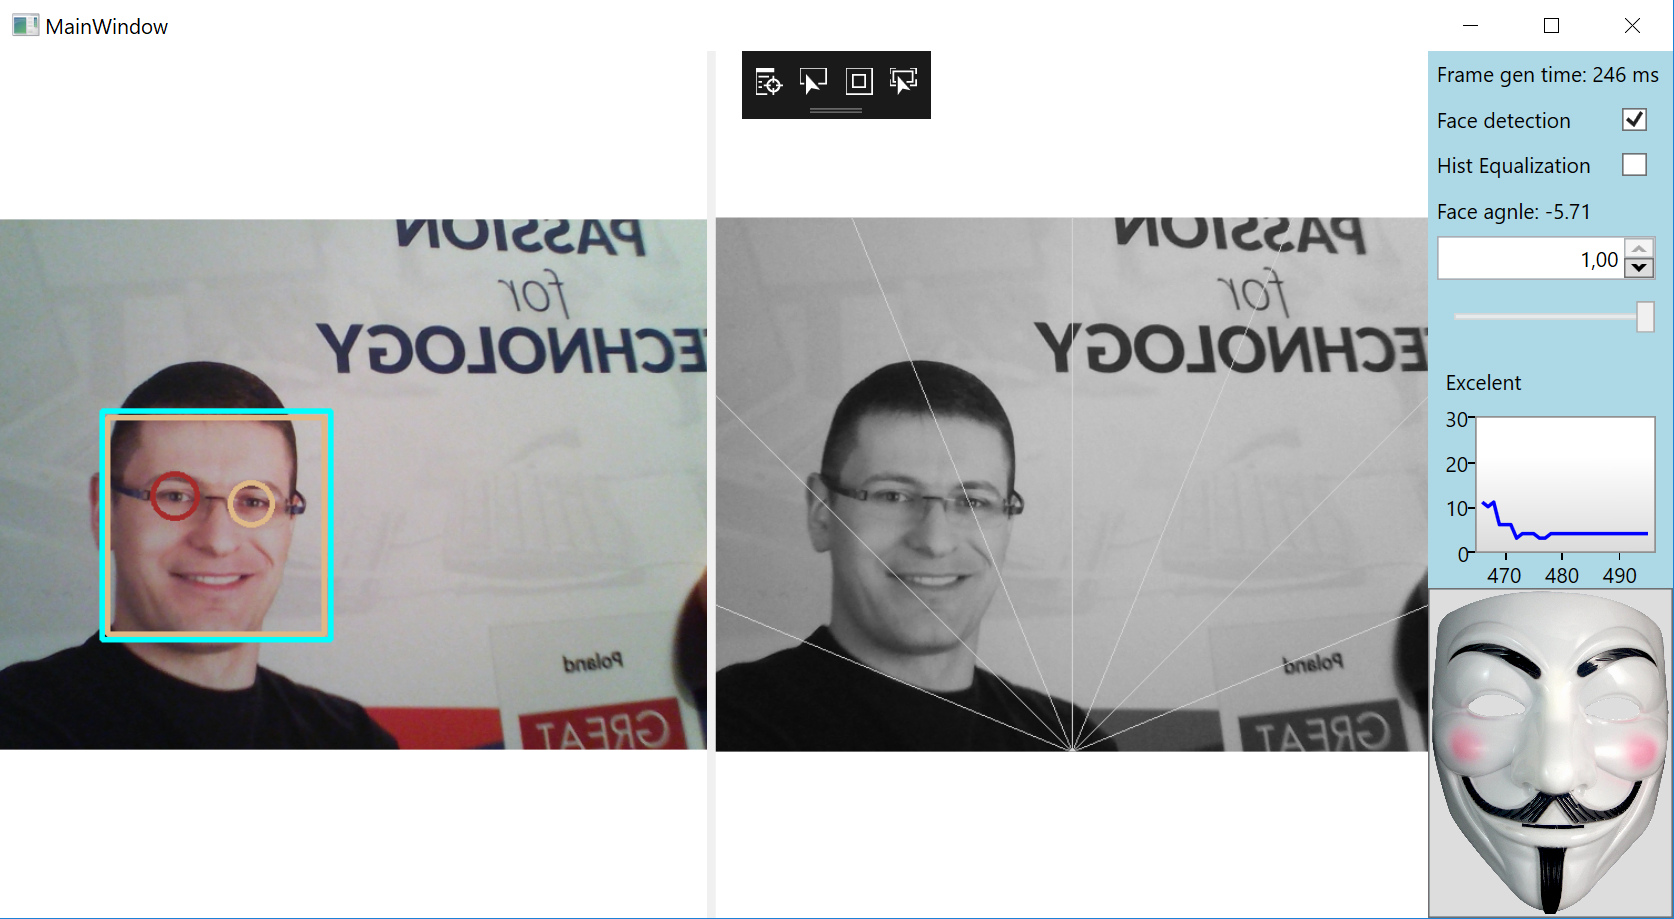 MainWindow
Frame gen time: 246 ms
Face detection
Hist Equalization
Face agnle: -5.71
1,00
Excelent
30
20
10
0
470 480 490
PASSION
for
TECHNOLOGY
Poland
GREAT
PASSION
for
TECHNOLOGY
Poland
GREAT